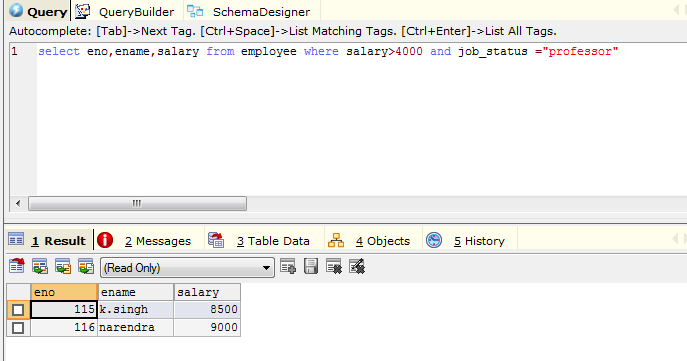 Query QueryBuilder SchemaDesigner
Autocomplete: [Tab]->Next Tag. [Ctrl+Space]->List Matching Tags. [Ctrl+Enter]->List All Tags.
1 select eno,ename,salary from employee where salary>4000 and job_status ="professor"
1 Result 2 Messages 3 Table Data 4 Objects 5 History
(Read Only)
eno ename salary
115 k.singh 8500
116 narendra 9000